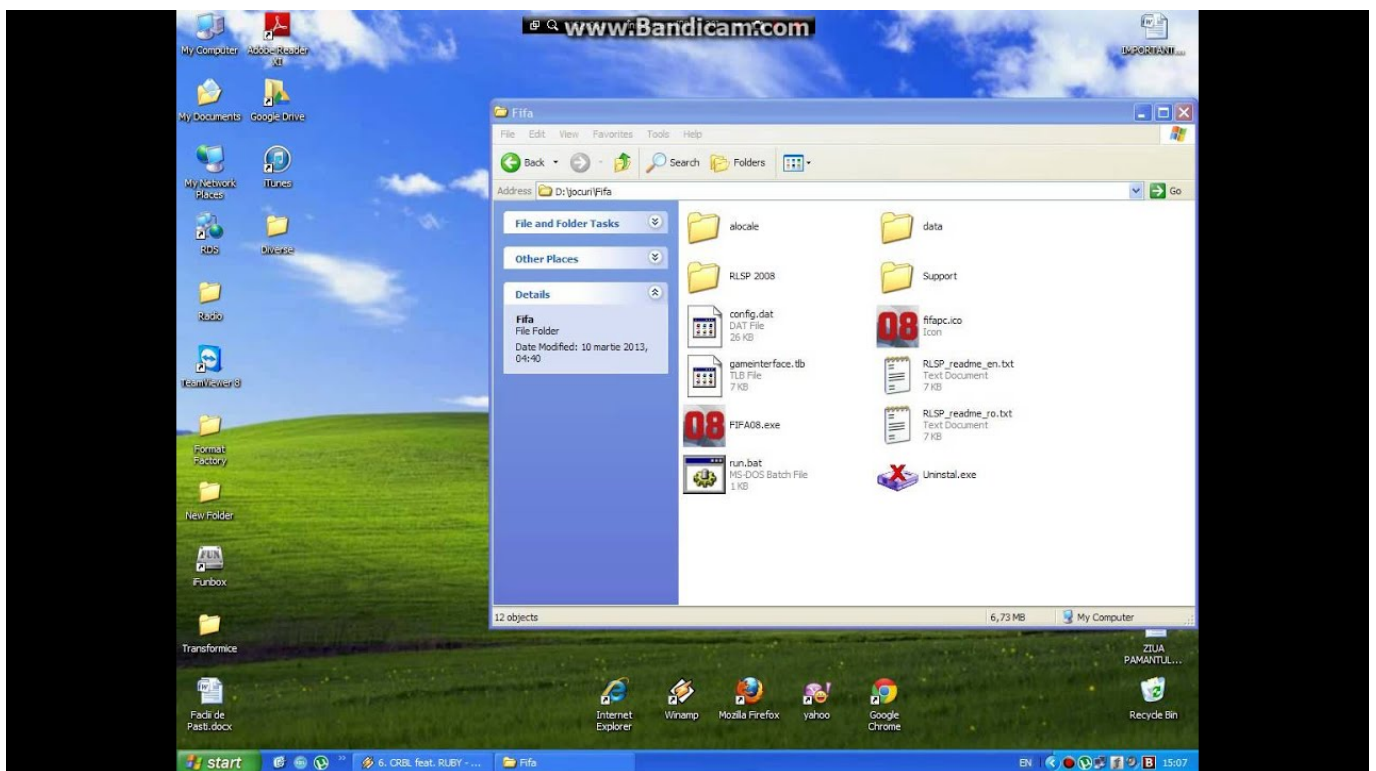 www.Bandicam.com
My Computer
Adobe Reader
XI
IMPORTANT!...
My Documents
Google Drive
My Network
Places
iTunes
RDS
Diverse
Radio
TeamViewer 8
Format
Factory
New Folder
iFunbox
Transformice
Facii de
Pasti.docx
Fifa
File Edit View Favorites Tools Help
Back
Search
Folders
Address D:\jocuri\Fifa
Go
File and Folder Tasks
Other Places
Details
Fifa
File Folder
Date Modified: 10 martie 2013,
04:40
alocale
data
RLSP 2008
Support
config.dat
DAT File
26 KB
08
fifapc.ico
Icon
gameinterface.tlb
TLB File
7 KB
RLSP_readme_en.txt
Text Document
7 KB
08
FIFA08.exe
RLSP_readme_ro.txt
Text Document
7 KB
run.bat
MS-DOS Batch File
1 KB
Uninstal.exe
12 objects
6,73 MB
My Computer
ZIUA
PAMANTUL...
Internet
Explorer
Winamp
Mozilla Firefox
yahoo
Google
Chrome
Recycle Bin
start
6. CRBL feat. RUBY - ...
Fifa
EN
15:07